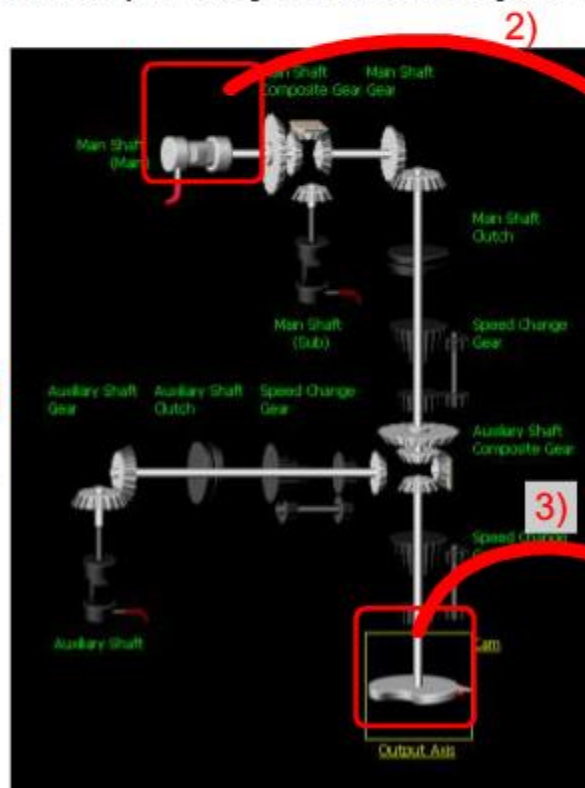 2)
Main Shaft
Composite Gear
Main Shaft
Gear
Main Shaft
(Main)
Main Shaft
Clutch
Main Shaft
(Sub)
Speed Change
Gear
Auxiliary Shaft
Gear
Auxiliary Shaft
Clutch
Speed Change
Gear
Auxiliary Shaft
Composite Gear
3)
Speed Change
Auxiliary Shaft
Cam
Output Axis